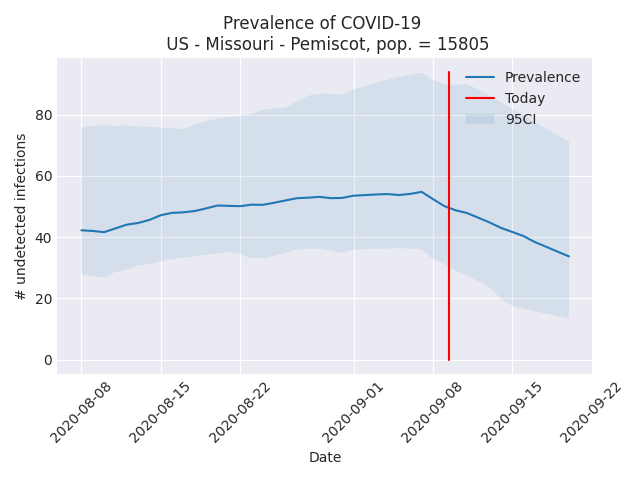 Prevalence of COVID-19
US - Missouri - Pemiscot, pop. = 15805
Prevalence
Today
95CI
# undetected infections
80
60
40
20
0
2020-08-08
2020-08-15
2020-08-22
2020-09-01
2020-09-08
2020-09-15
2020-09-22
Date